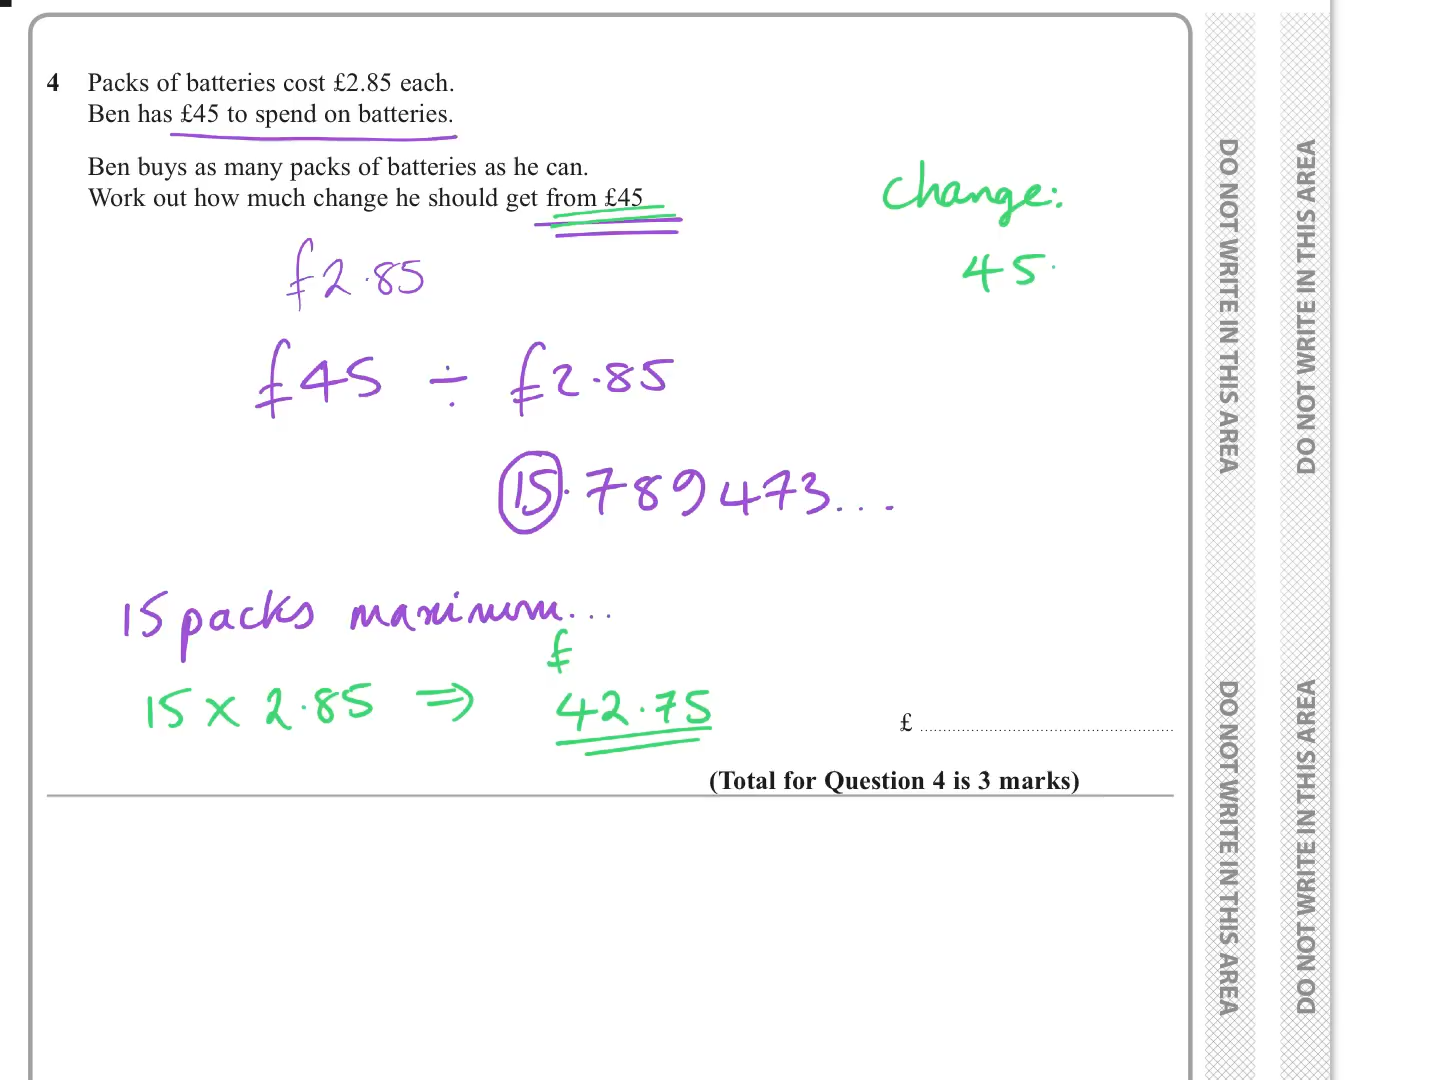 4 Packs of batteries cost £2.85 each.
Ben has £45 to spend on batteries.
Ben buys as many packs of batteries as he can.
Work out how much change he should get from £45
change:
45.
£2.85
£45 ÷ £2.85
15.789473...
15 packs maximum...
15 × 2.85 ⇒ £ 42.75
£ ........................................................
(Total for Question 4 is 3 marks)
DO NOT WRITE IN THIS AREA
DO NOT WRITE IN THIS AREA
DO NOT WRITE IN THIS AREA
DO NOT WRITE IN THIS AREA